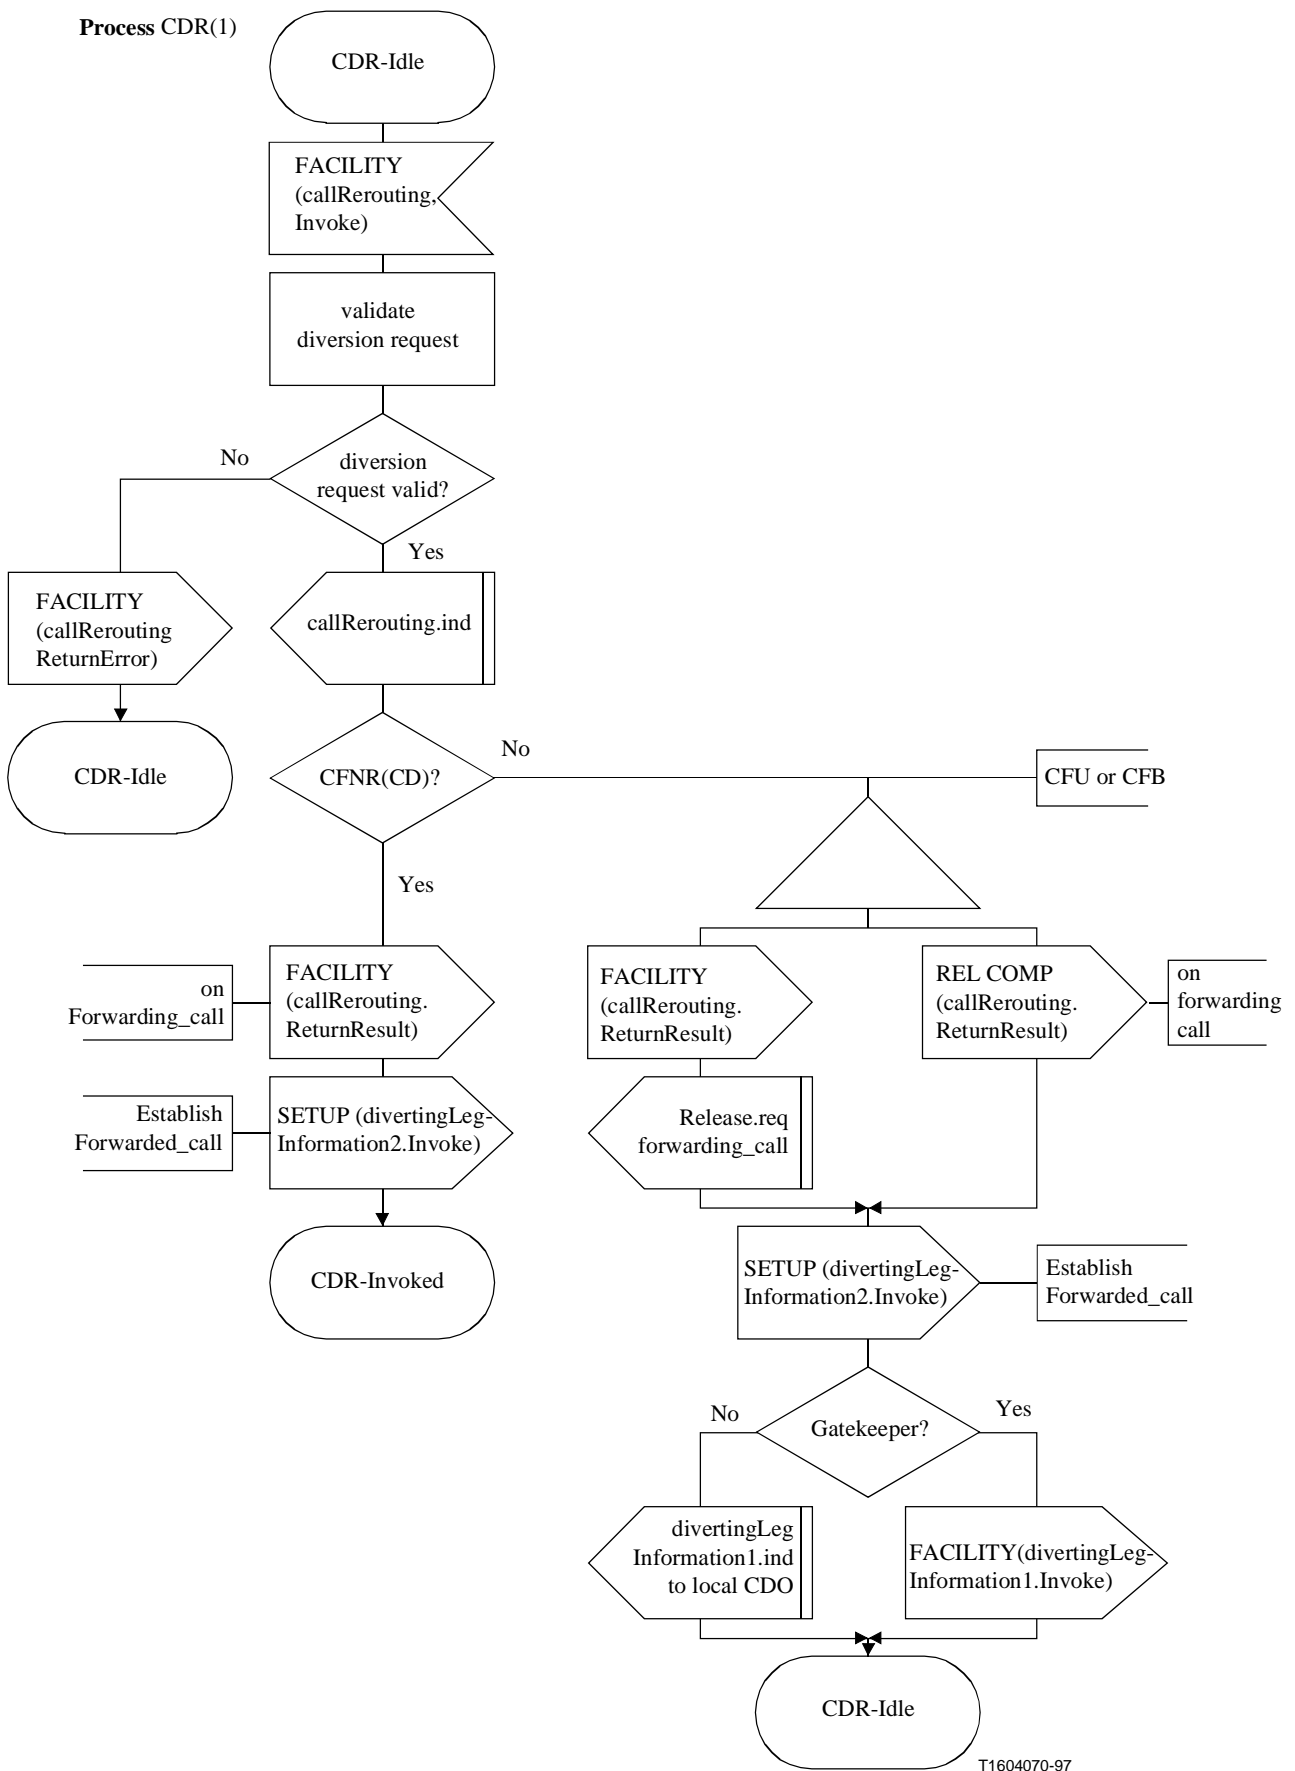 Process CDR(1)
CDR-Idle
FACILITY
(callRerouting,
Invoke)
validate
diversion request
No
diversion
request valid?
Yes
FACILITY
(callRerouting
ReturnError)
callRerouting.ind
CDR-Idle
CFNR(CD)?
No
CFU or CFB
Yes
on
Forwarding_call
FACILITY
(callRerouting.
ReturnResult)
FACILITY
(callRerouting.
ReturnResult)
REL COMP
(callRerouting.
ReturnResult)
on
forwarding
call
Establish
Forwarded_call
SETUP (divertingLeg-
Information2.Invoke)
Release.req
forwarding_call
CDR-Invoked
SETUP (divertingLeg-
Information2.Invoke)
Establish
Forwarded_call
No
Gatekeeper?
Yes
divertingLeg
Information1.ind
to local CDO
FACILITY(divertingLeg-
Information1.Invoke)
CDR-Idle
T1604070-97